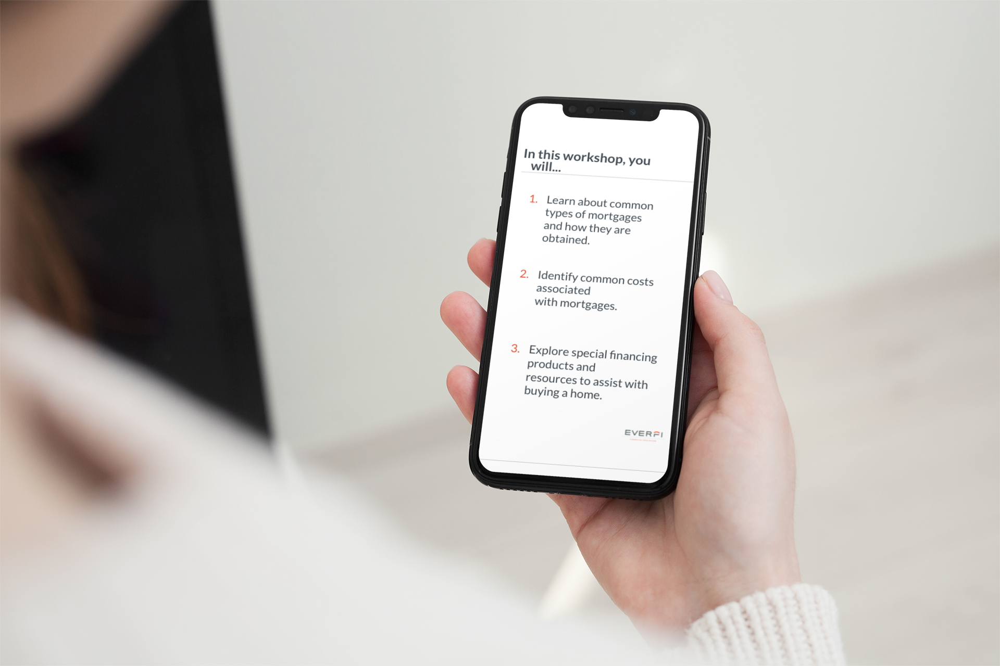 In this workshop, you
will...
1. Learn about common
types of mortgages
and how they are
obtained.
2. Identify common costs
associated
with mortgages.
3. Explore special financing
products and
resources to assist with
buying a home.
EVERFI